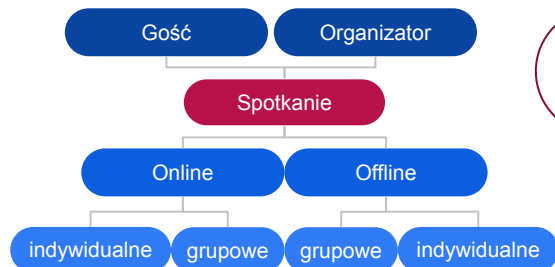 Gość Organizator
Spotkanie
Online Offline
indywidualne grupowe grupowe indywidualne